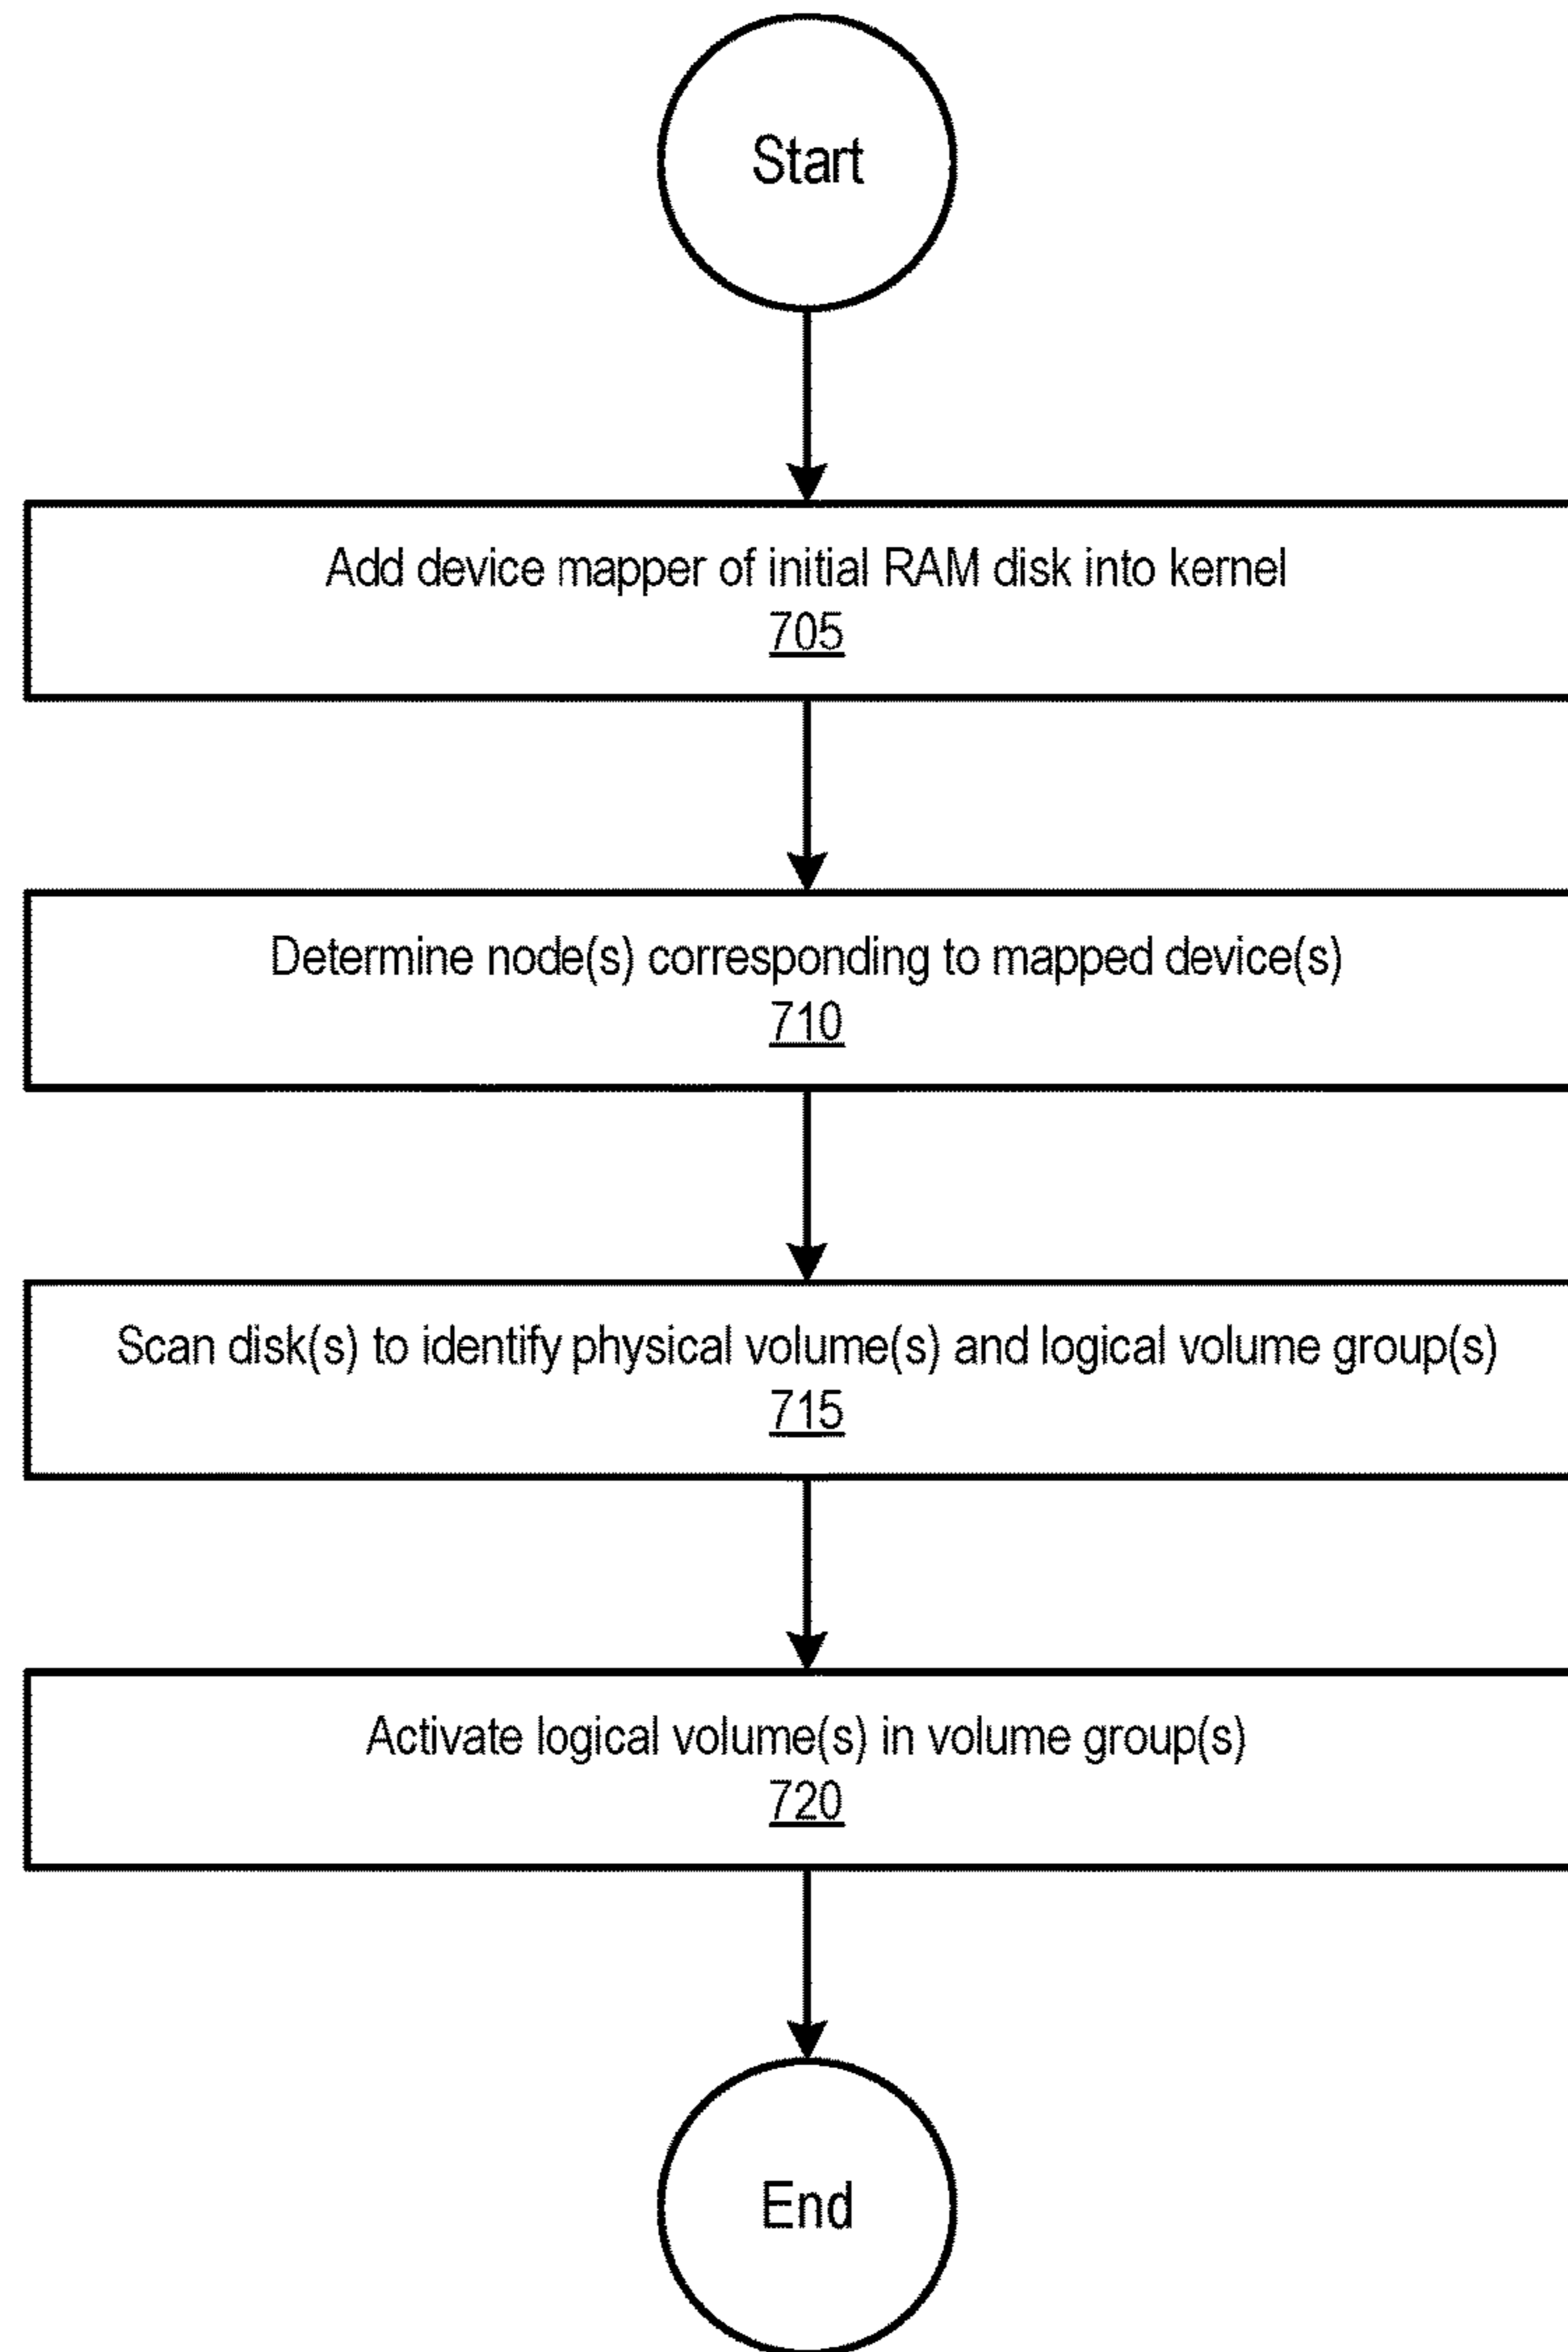 Start
Add device mapper of initial RAM disk into kernel
705
Determine node(s) corresponding to mapped device(s)
710
Scan disk(s) to identify physical volume(s) and logical volume group(s)
715
Activate logical volume(s) in volume group(s)
720
End